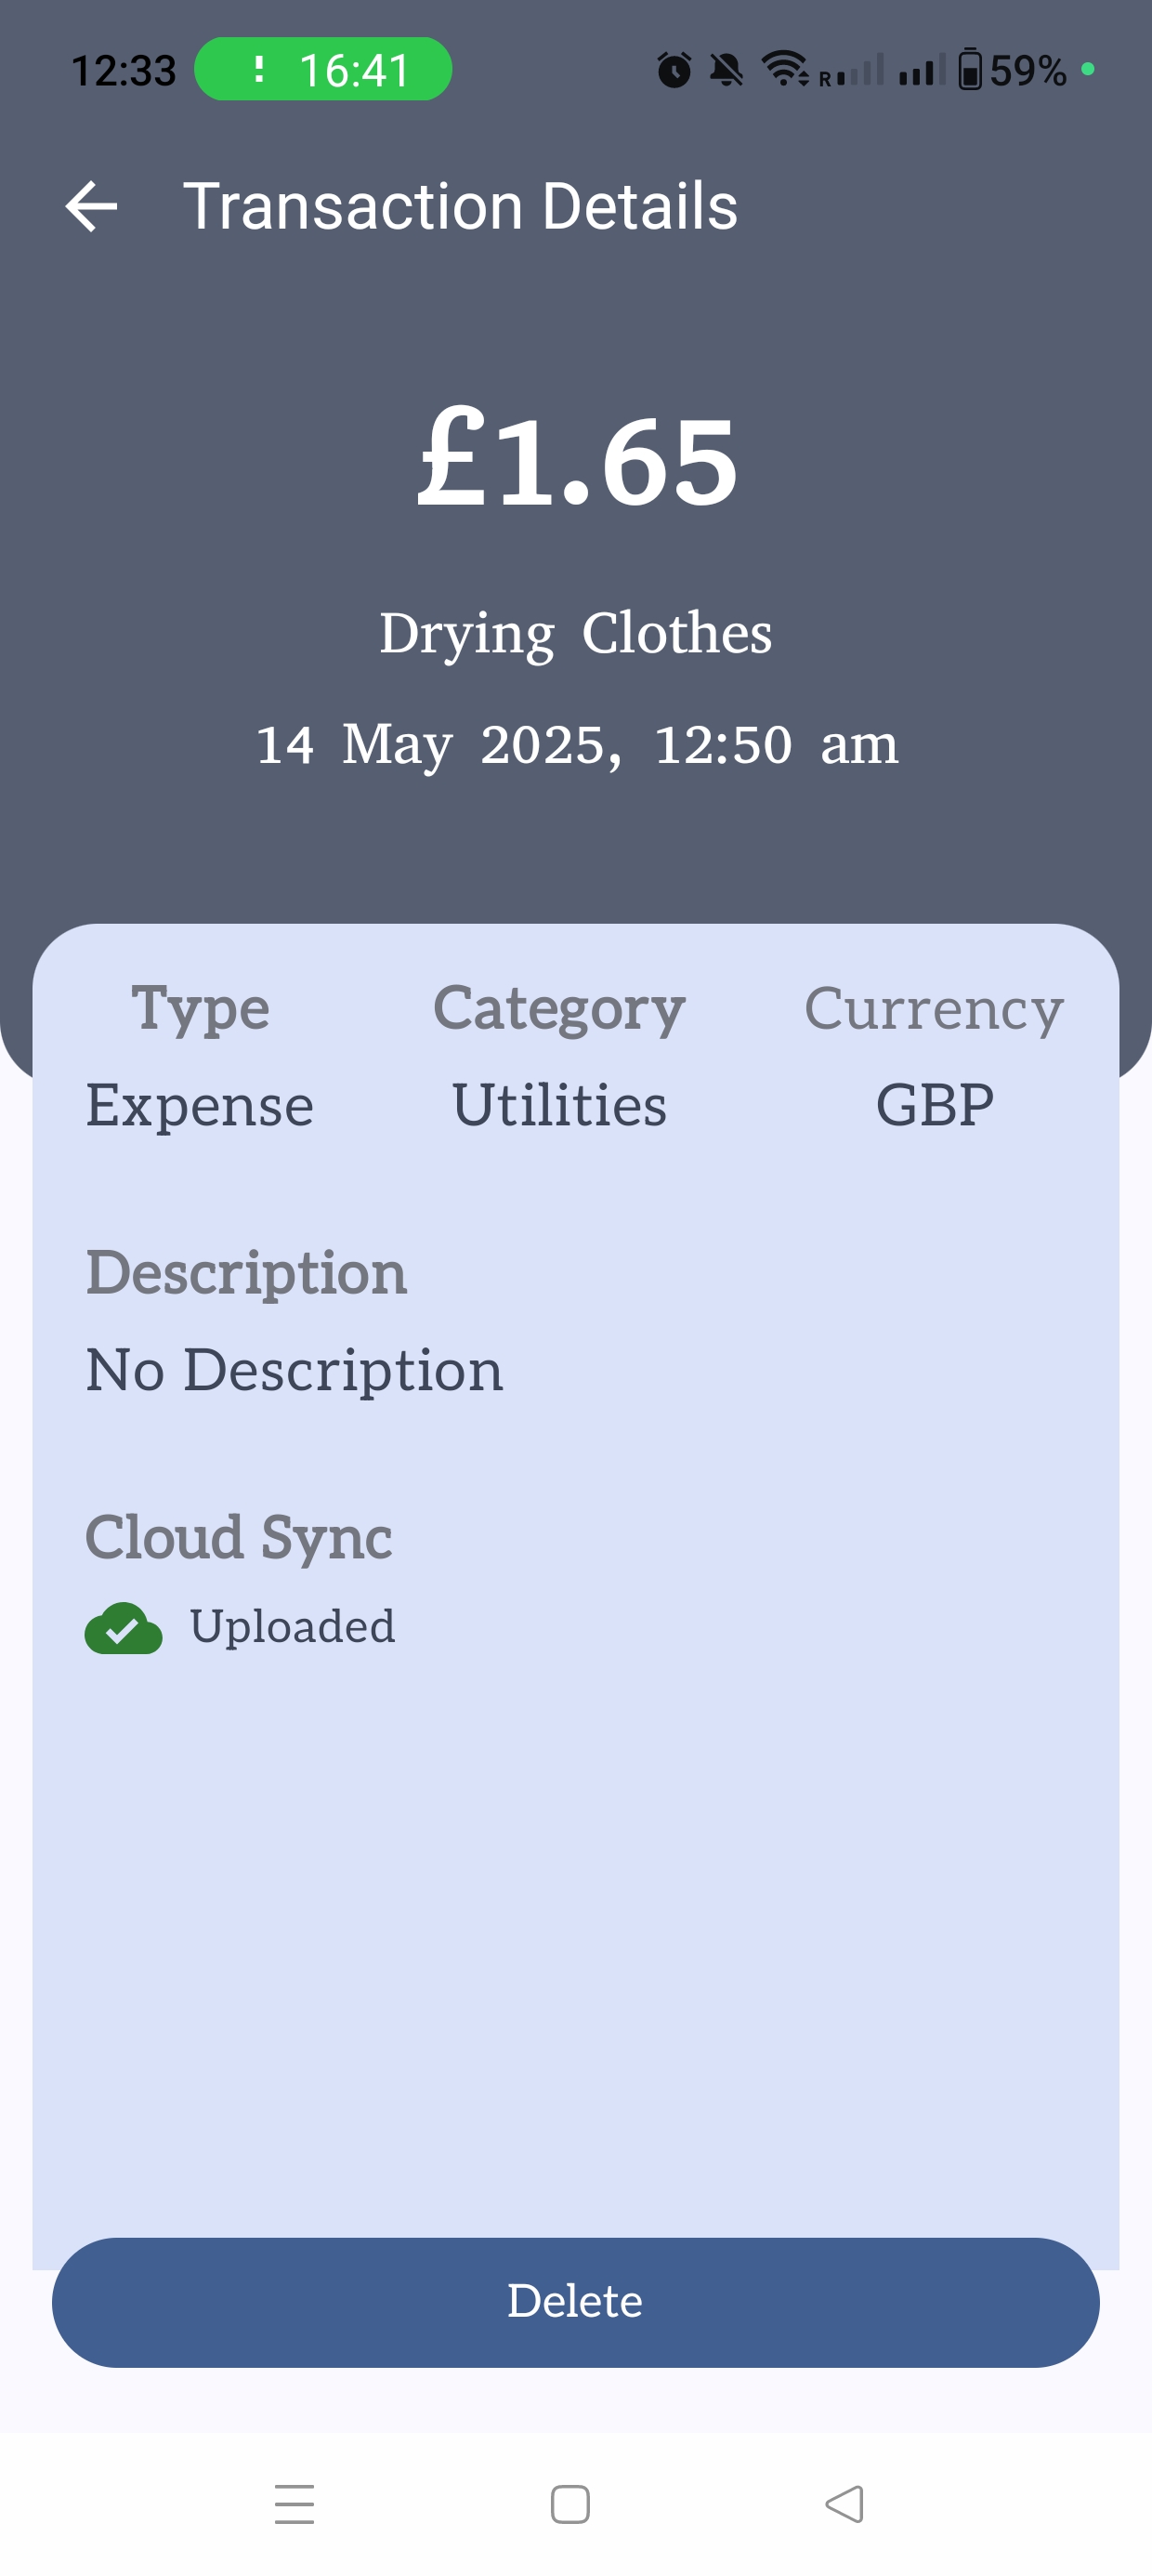 12:33 16:41 R 59%
Transaction Details
£1.65
Drying Clothes
14 May 2025, 12:50 am
Type Category Currency
Expense Utilities GBP
Description
No Description
Cloud Sync
Uploaded
Delete